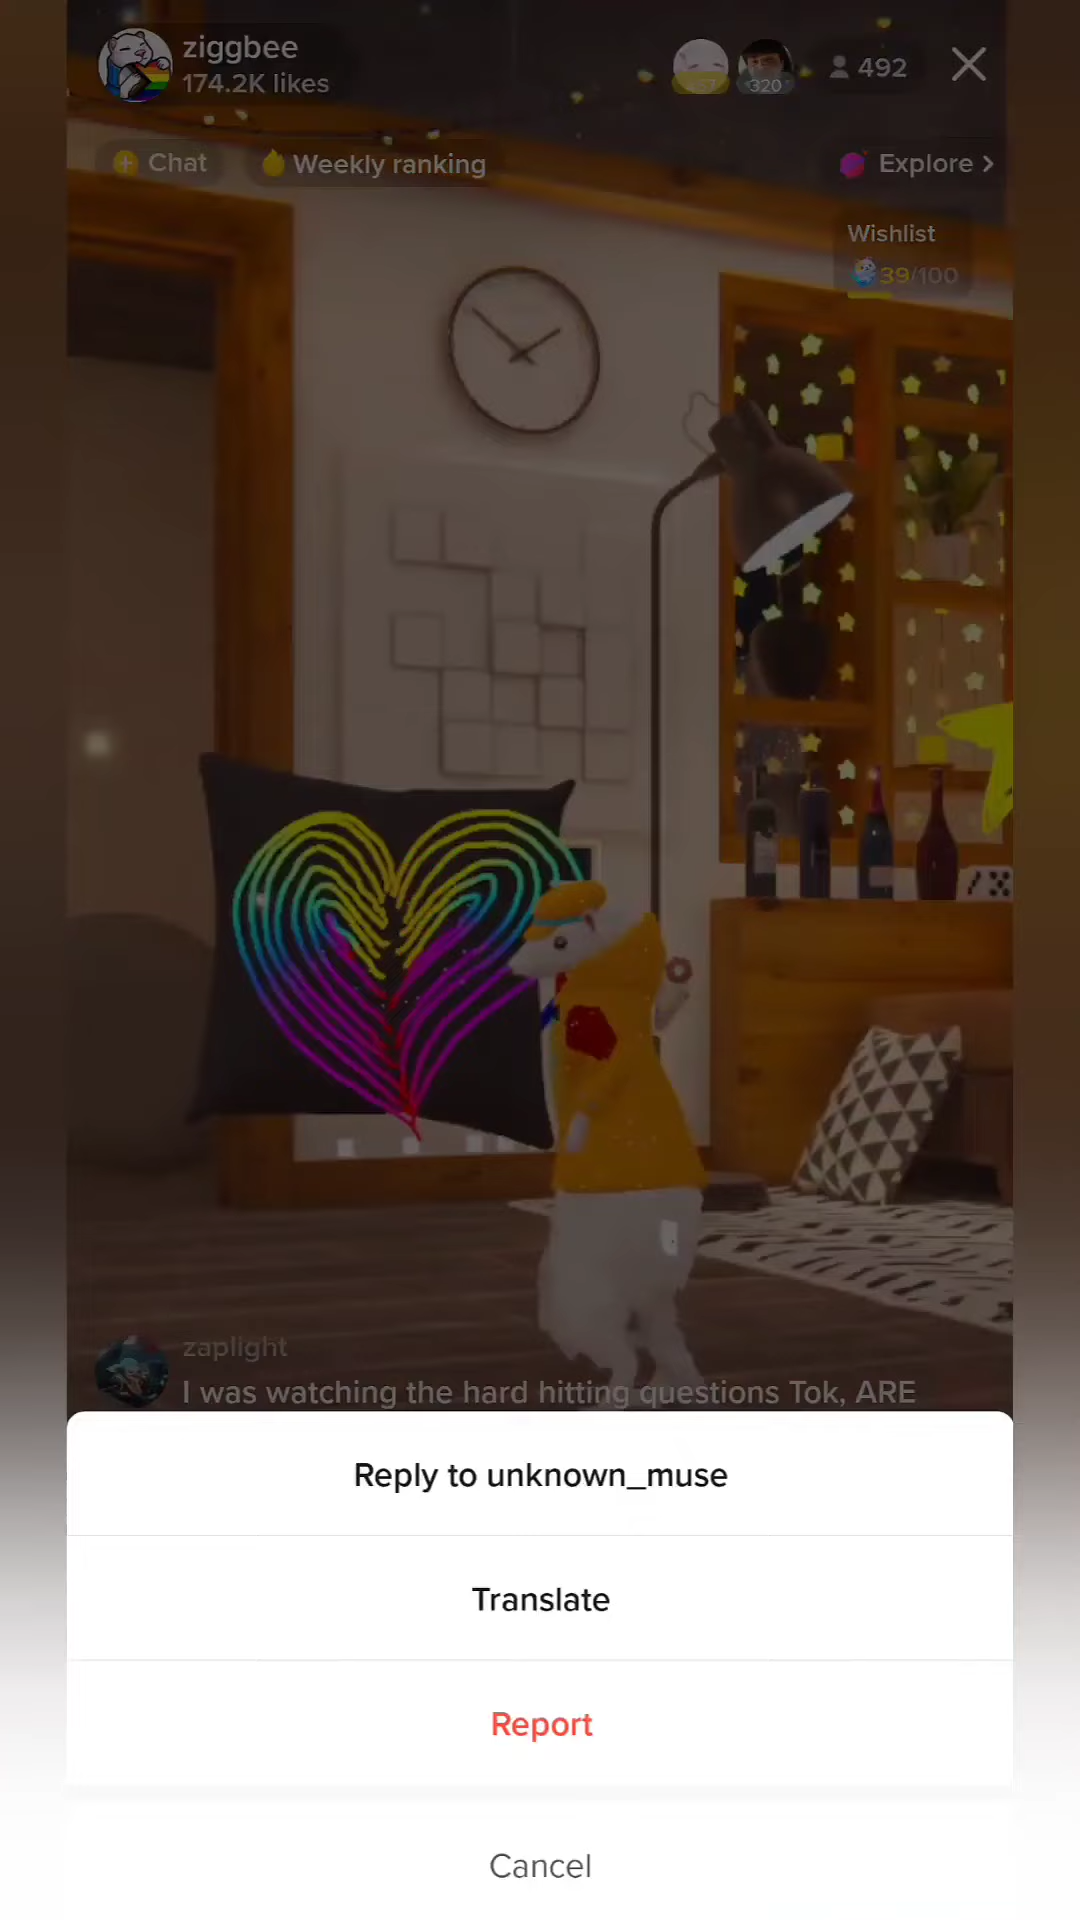 ziggbee
174.2K likes
320
492
Chat
Weekly ranking
Explore
Wishlist
39/100
zaplight
I was watching the hard hitting questions Tok, ARE
Reply to unknown_muse
Translate
Report
Cancel